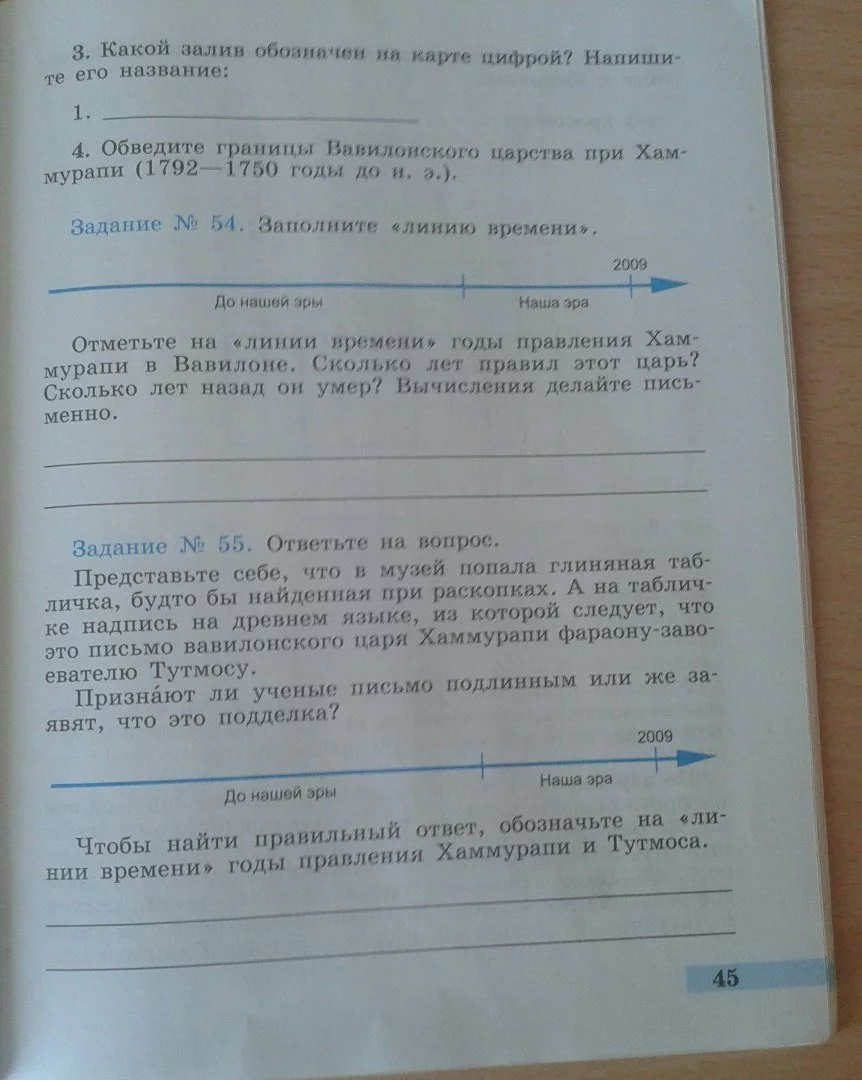 3. Какой залив обозначен на карте цифрой? Напиши-
те его название:
1.
4. Обведите границы Вавилонского царства при Хам-
мурапи (1792—1750 годы до н. э.).
Задание № 54. Заполните «линию времени».
2009
До нашей эры
Наша эра
Отметьте на «линии времени» годы правления Хам-
мурапи в Вавилоне. Сколько лет правил этот царь?
Сколько лет назад он умер? Вычисления делайте пись-
менно.
Задание № 55. Ответьте на вопрос.
Представьте себе, что в музей попала глиняная таб-
личка, будто бы найденная при раскопках. А на таблич-
ке надпись на древнем языке, из которой следует, что
это письмо вавилонского царя Хаммурапи фараону-заво-
евателю Тутмосу.
Призна́ют ли ученые письмо подлинным или же за-
явят, что это подделка?
2009
До нашей эры
Наша эра
Чтобы найти правильный ответ, обозначьте на «ли-
нии времени» годы правления Хаммурапи и Тутмоса.
45